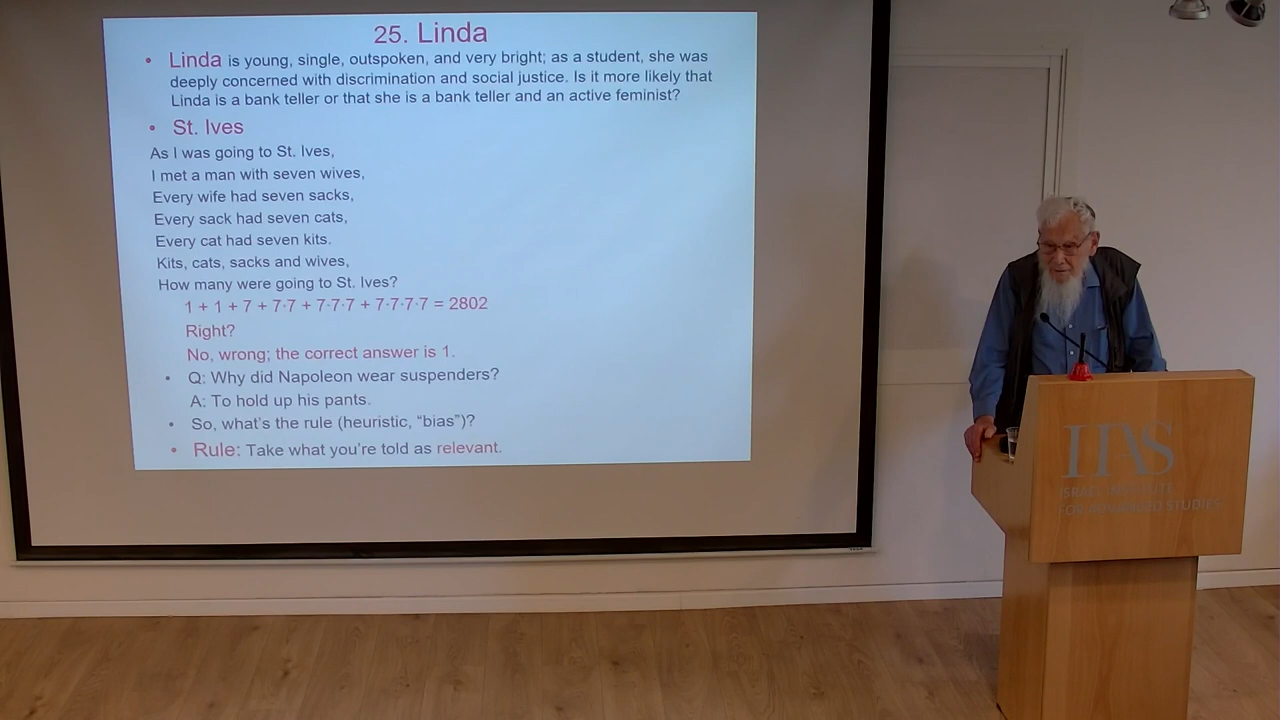 25. Linda
• Linda is young, single, outspoken, and very bright; as a student, she was
deeply concerned with discrimination and social justice. Is it more likely that
Linda is a bank teller or that she is a bank teller and an active feminist?
• St. Ives
As I was going to St. Ives,
I met a man with seven wives,
Every wife had seven sacks,
Every sack had seven cats,
Every cat had seven kits.
Kits, cats, sacks and wives,
How many were going to St. Ives?
1 + 1 + 7 + 7·7 + 7·7·7 + 7·7·7·7 = 2802
Right?
No, wrong; the correct answer is 1.
• Q: Why did Napoleon wear suspenders?
A: To hold up his pants.
• So, what's the rule (heuristic, “bias”)?
• Rule: Take what you're told as relevant.
IIAS
ISRAEL INSTITUTE
FOR ADVANCED STUDIES